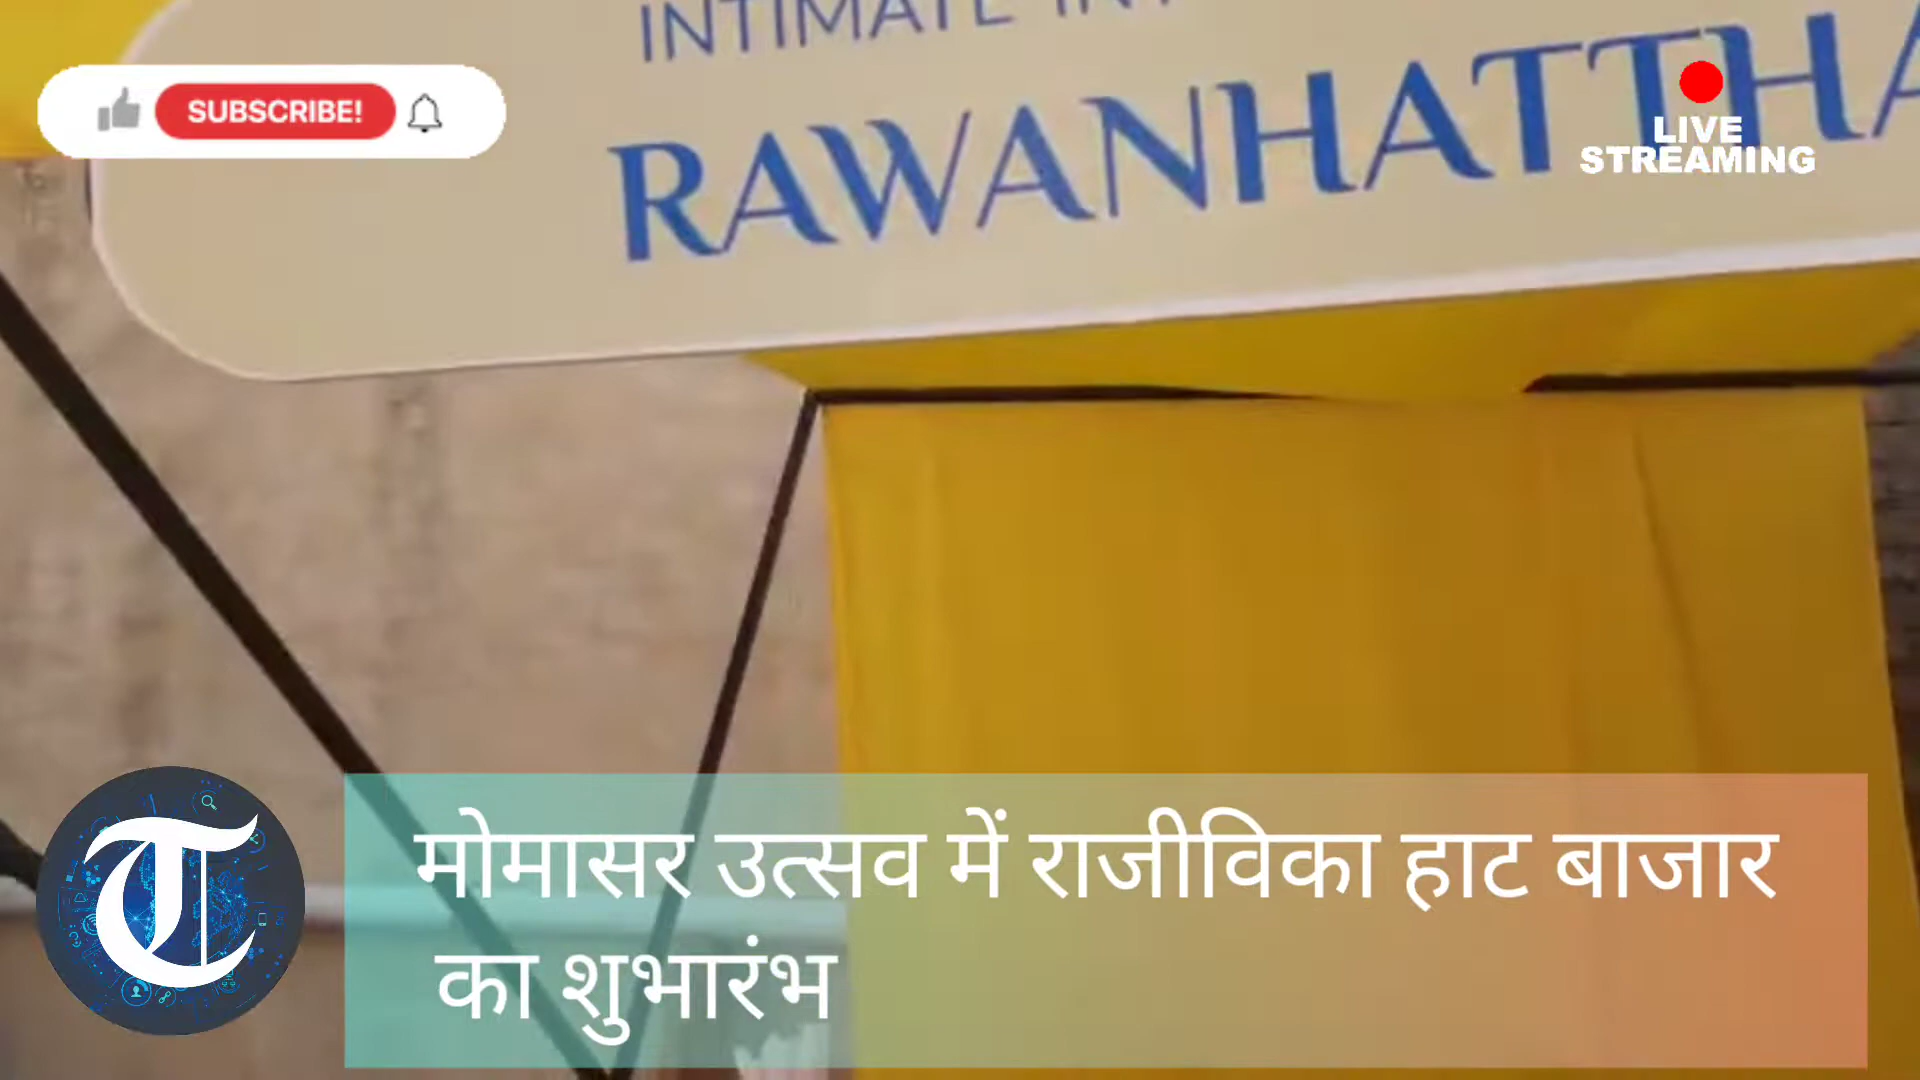 INTIMATE
RAWANHATTHA
SUBSCRIBE!
LIVE
STREAMING
मोमासर उत्सव में राजीविका हाट बाजार
का शुभारंभ